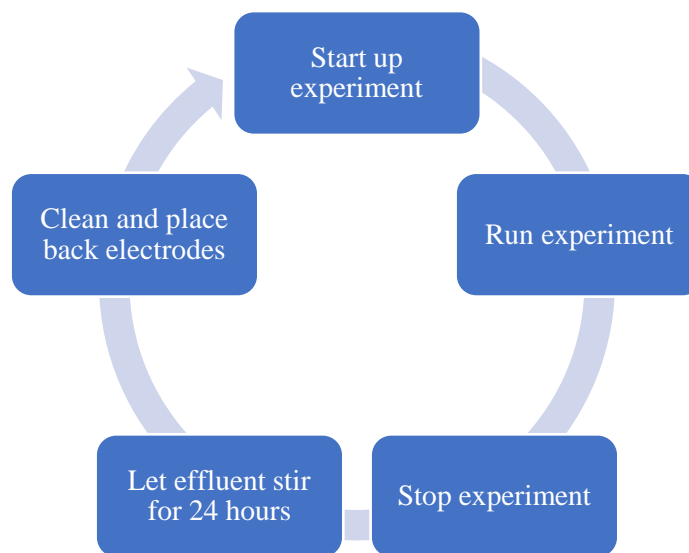 Start up
experiment
Run experiment
Stop experiment
Let effluent stir
for 24 hours
Clean and place
back electrodes